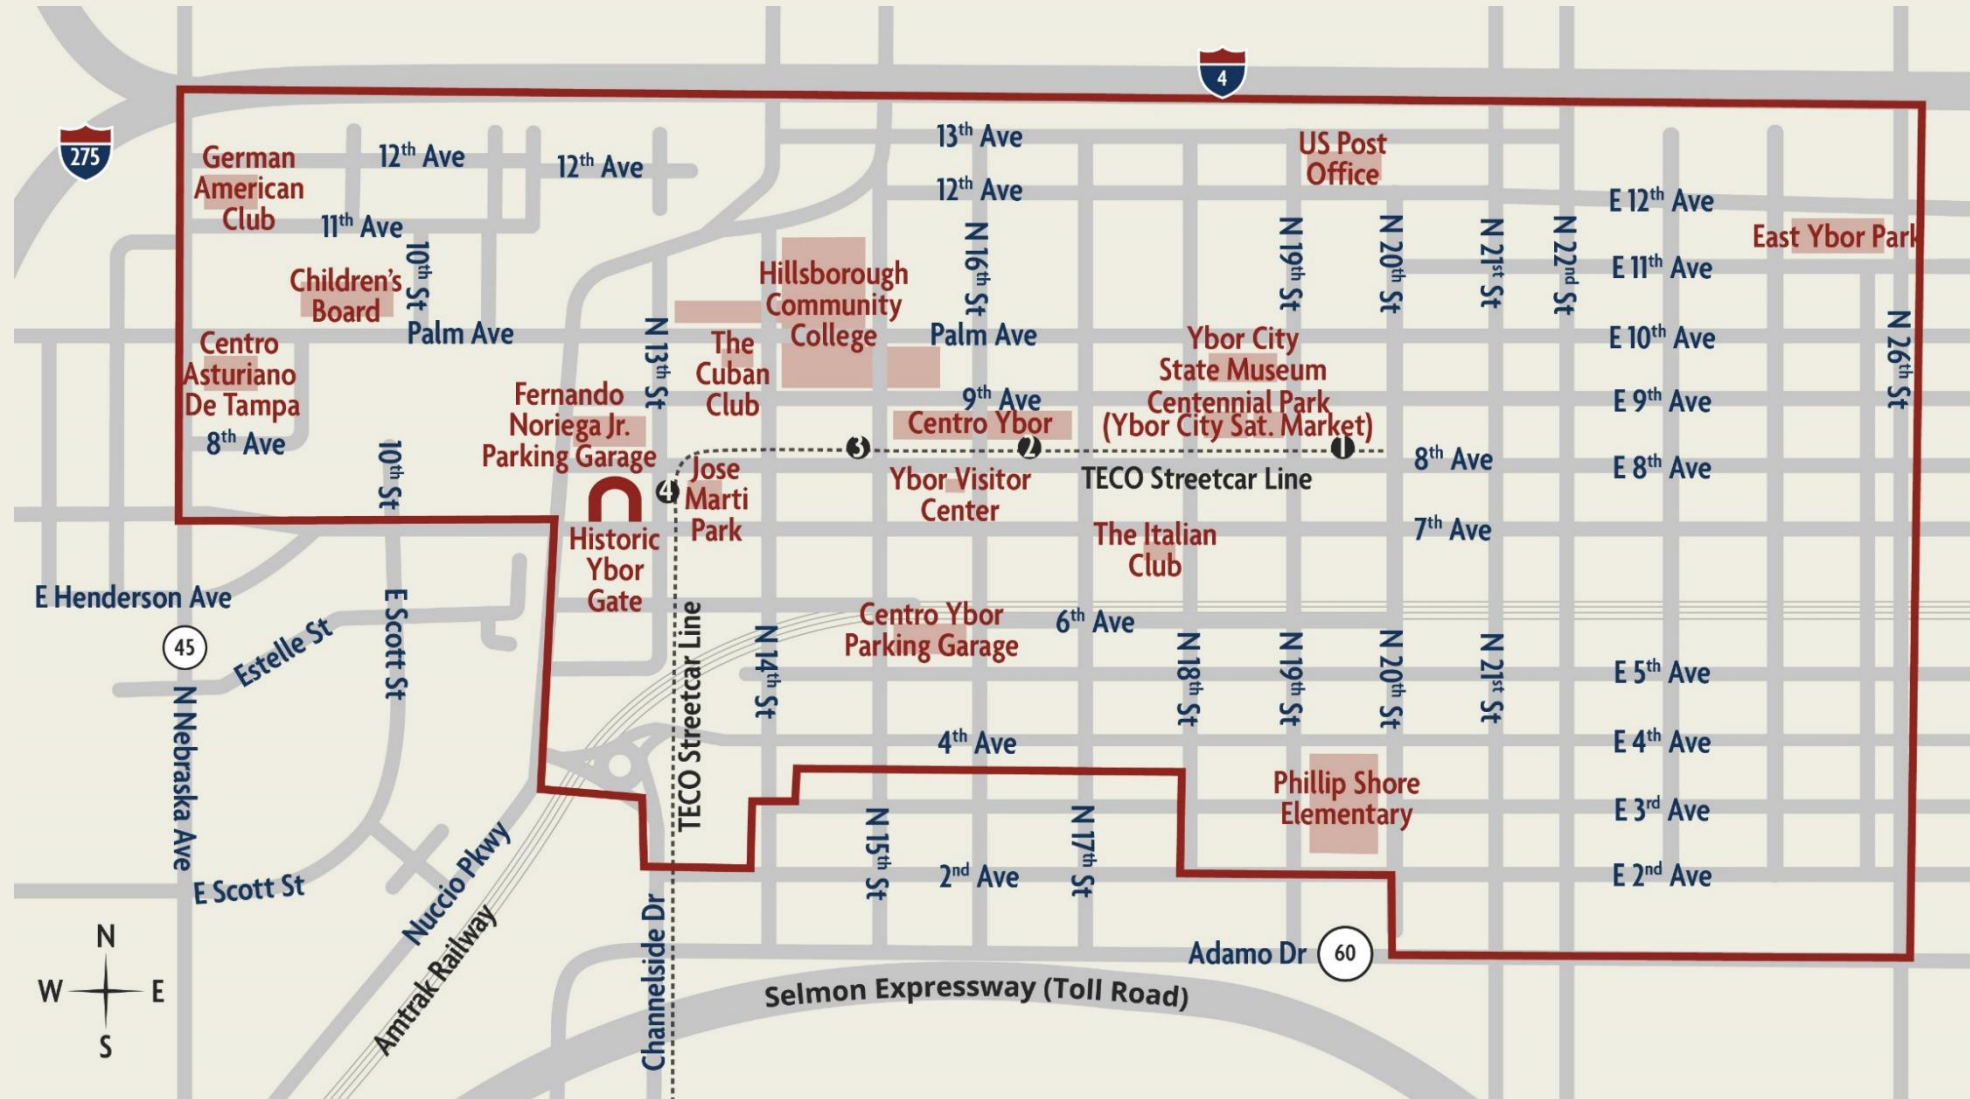 4
275
13th Ave
US Post
Office
German
American
Club
12th Ave
12th Ave
12th Ave
E 12th Ave
11th Ave
10th St
N 16th St
N 19th St
N 20th St
N 21st St
N 22nd St
East Ybor Park
E 11th Ave
Children's
Board
Hillsborough
Community
College
Palm Ave
Palm Ave
E 10th Ave
N 13th St
N 26th St
Centro
Asturiano
De Tampa
The
Cuban
Club
Ybor City
State Museum
Centennial Park
(Ybor City Sat. Market)
Fernando
Noriega Jr.
Parking Garage
9th Ave
E 9th Ave
Centro Ybor
8th Ave
10th St
3
2
1
4
Jose
Marti
Park
Ybor Visitor
Center
TECO Streetcar Line
8th Ave
E 8th Ave
Historic
Ybor
Gate
The Italian
Club
7th Ave
E Henderson Ave
E Scott St
45
Estelle St
TECO Streetcar Line
Centro Ybor
Parking Garage
6th Ave
N 14th St
N 18th St
N 19th St
N 20th St
N 21st St
E 5th Ave
N Nebraska Ave
4th Ave
E 4th Ave
Phillip Shore
Elementary
E 3rd Ave
N 15th St
N 17th St
2nd Ave
E 2nd Ave
E Scott St
Nuccio Pkwy
Amtrak Railway
Channelside Dr
Adamo Dr
60
Selmon Expressway (Toll Road)
N
W
E
S